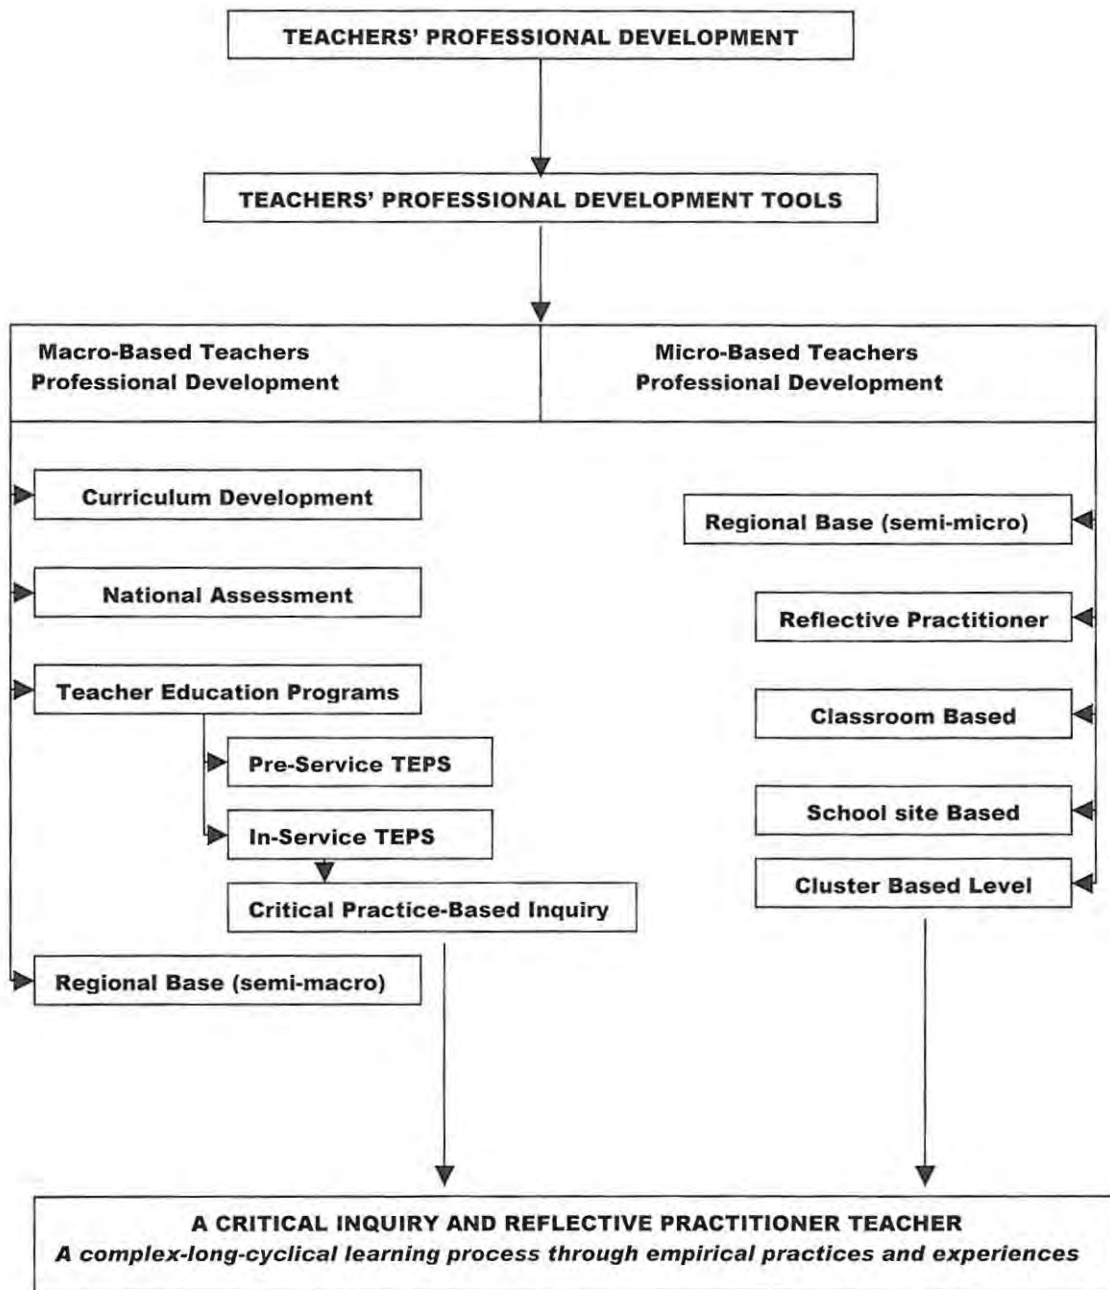 TEACHERS’ PROFESSIONAL DEVELOPMENT
TEACHERS’ PROFESSIONAL DEVELOPMENT TOOLS
Macro-Based Teachers
Professional Development
Micro-Based Teachers
Professional Development
Curriculum Development
National Assessment
Teacher Education Programs
Pre-Service TEPS
In-Service TEPS
Critical Practice-Based Inquiry
Regional Base (semi-macro)
Regional Base (semi-micro)
Reflective Practitioner
Classroom Based
School site Based
Cluster Based Level
A CRITICAL INQUIRY AND REFLECTIVE PRACTITIONER TEACHER
A complex-long-cyclical learning process through empirical practices and experiences